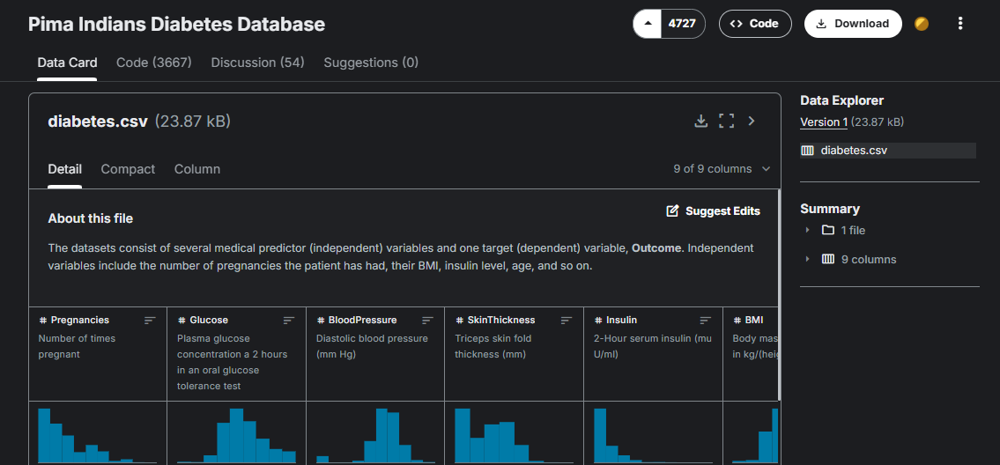 Pima Indians Diabetes Database
4727
Code
Download
Data Card Code (3667) Discussion (54) Suggestions (0)
diabetes.csv (23.87 kB)
Detail Compact Column
9 of 9 columns
About this file
Suggest Edits
The datasets consist of several medical predictor (independent) variables and one target (dependent) variable, Outcome. Independent
variables include the number of pregnancies the patient has had, their BMI, insulin level, age, and so on.
# Pregnancies
Number of times
pregnant
# Glucose
Plasma glucose
concentration a 2 hours
in an oral glucose
tolerance test
# BloodPressure
Diastolic blood pressure
(mm Hg)
# SkinThickness
Triceps skin fold
thickness (mm)
# Insulin
2-Hour serum insulin (mu
U/ml)
# BMI
Body mas
in kg/(heig
Data Explorer
Version 1 (23.87 kB)
diabetes.csv
Summary
1 file
9 columns